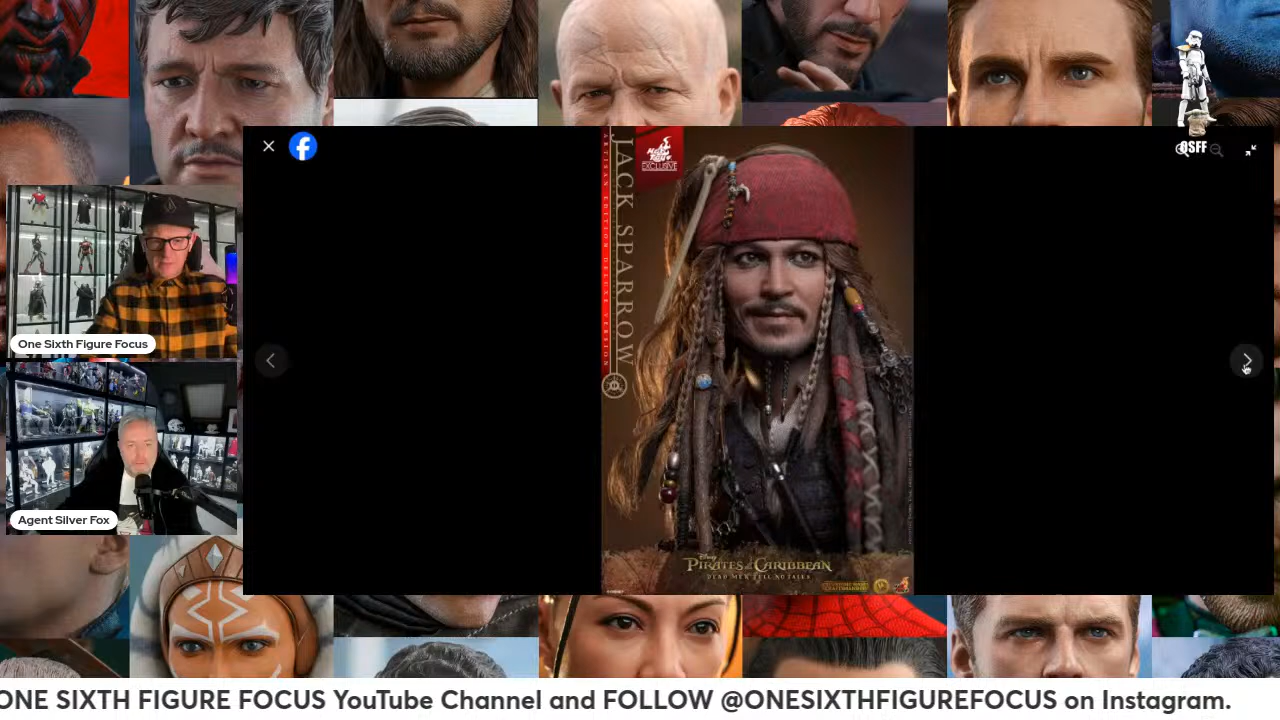 HOT TOYS
EXCLUSIVE
JACK SPARROW
ARTISAN EDITION DELUXE VERSION
OSFF
One Sixth Figure Focus
Agent Silver Fox
Disney
PIRATES of the CARIBBEAN
DEAD MEN TELL NO TALES
ONE SIXTH FIGURE FOCUS YouTube Channel and FOLLOW @ONESIXTHFIGUREFOCUS on Instagram.